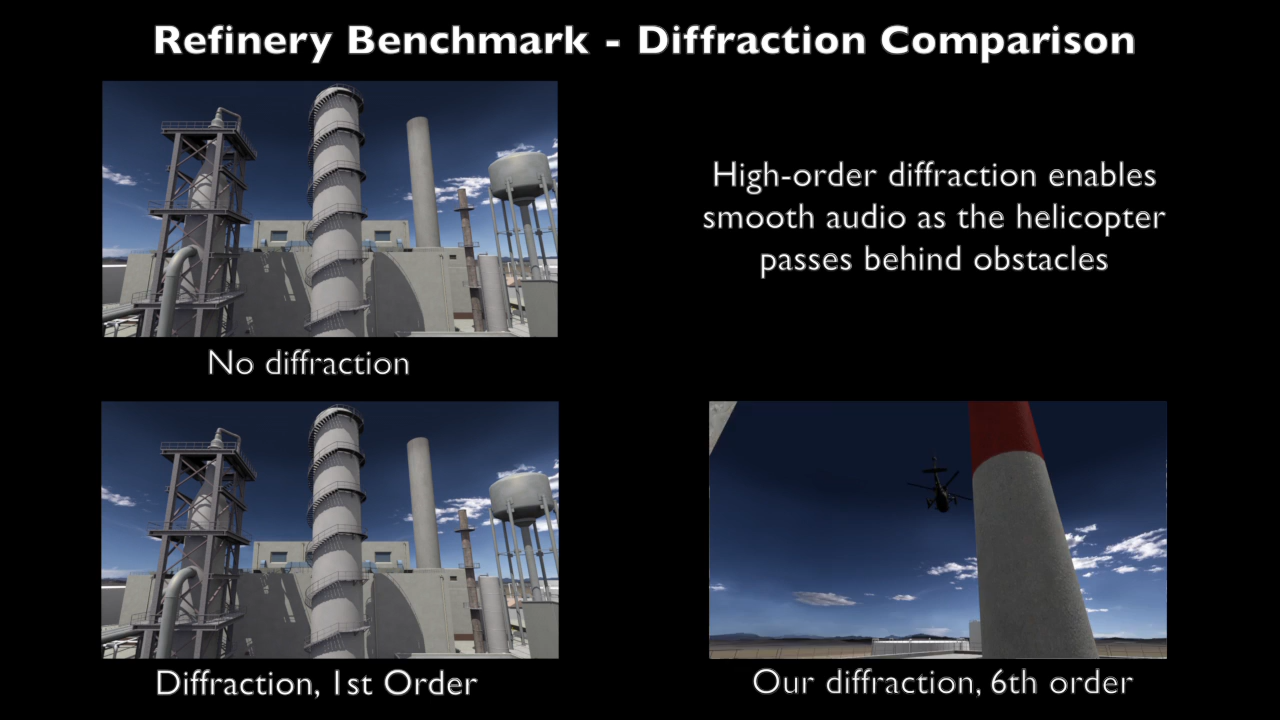 Refinery Benchmark - Diffraction Comparison
High-order diffraction enables
smooth audio as the helicopter
passes behind obstacles
No diffraction
Diffraction, 1st Order
Our diffraction, 6th order